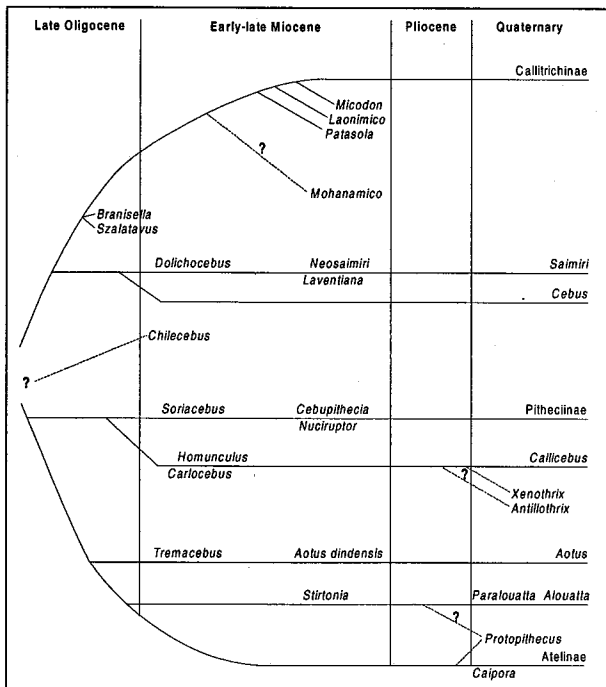 Late Oligocene Early-late Miocene Pliocene Quaternary
Callitrichinae
Micodon
Laonimico
Patasola
?
Mohanamico
Branisella
Szalatavus
Dolichocebus Neosaimiri Saimiri
Laventiana
Cebus
Chilecebus
?
Soriacebus Cebupithecia Pitheciinae
Nuciruptor
Homunculus Callicebus
Carlocebus
?
Xenothrix
Antillothrix
Tremacebus Aotus dindensis Aotus
Stirtonia Paralouatta Alouatta
?
Protopithecus
Atelinae
Caipora